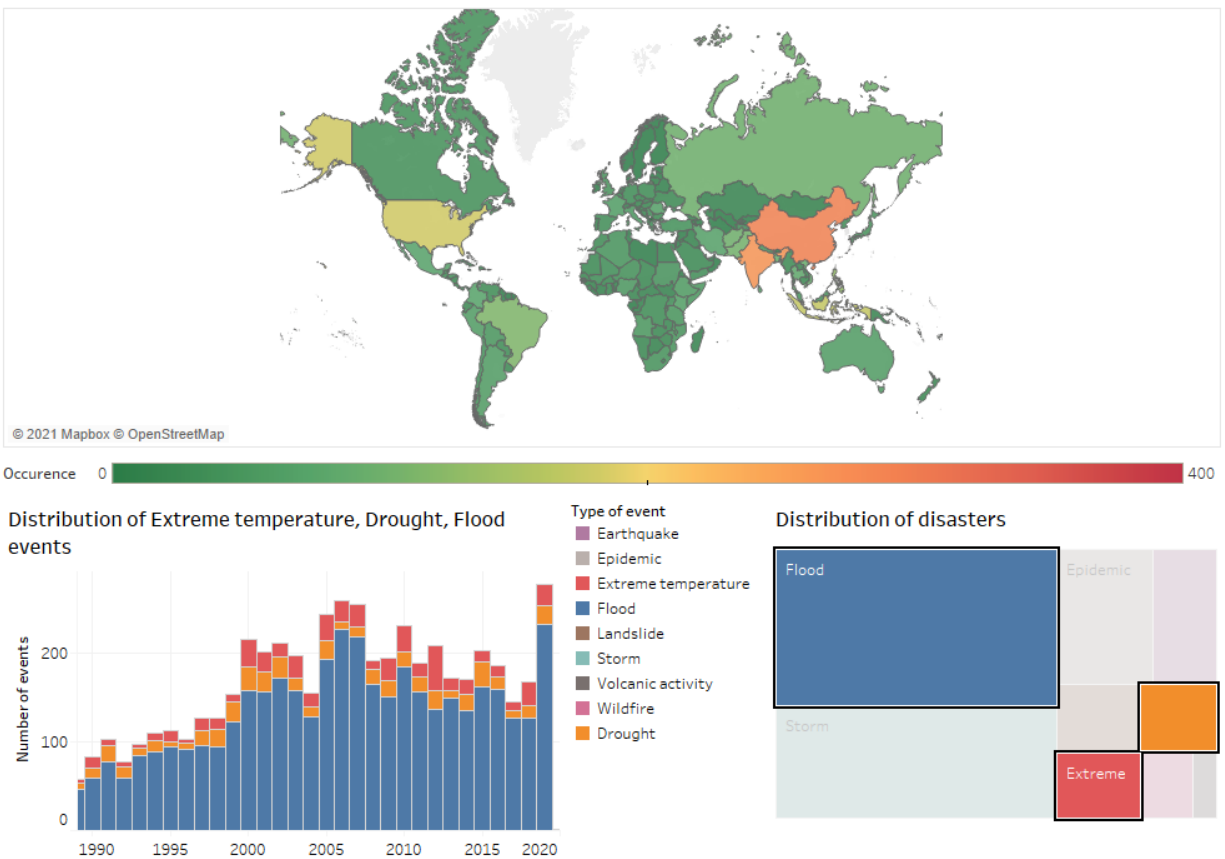 © 2021 Mapbox © OpenStreetMap
Occurence 0 400
Distribution of Extreme temperature, Drought, Flood
events
Number of events
200
100
0
1990 1995 2000 2005 2010 2015 2020
Type of event
Earthquake
Epidemic
Extreme temperature
Flood
Landslide
Storm
Volcanic activity
Wildfire
Drought
Distribution of disasters
Flood
Epidemic
Storm
Extreme